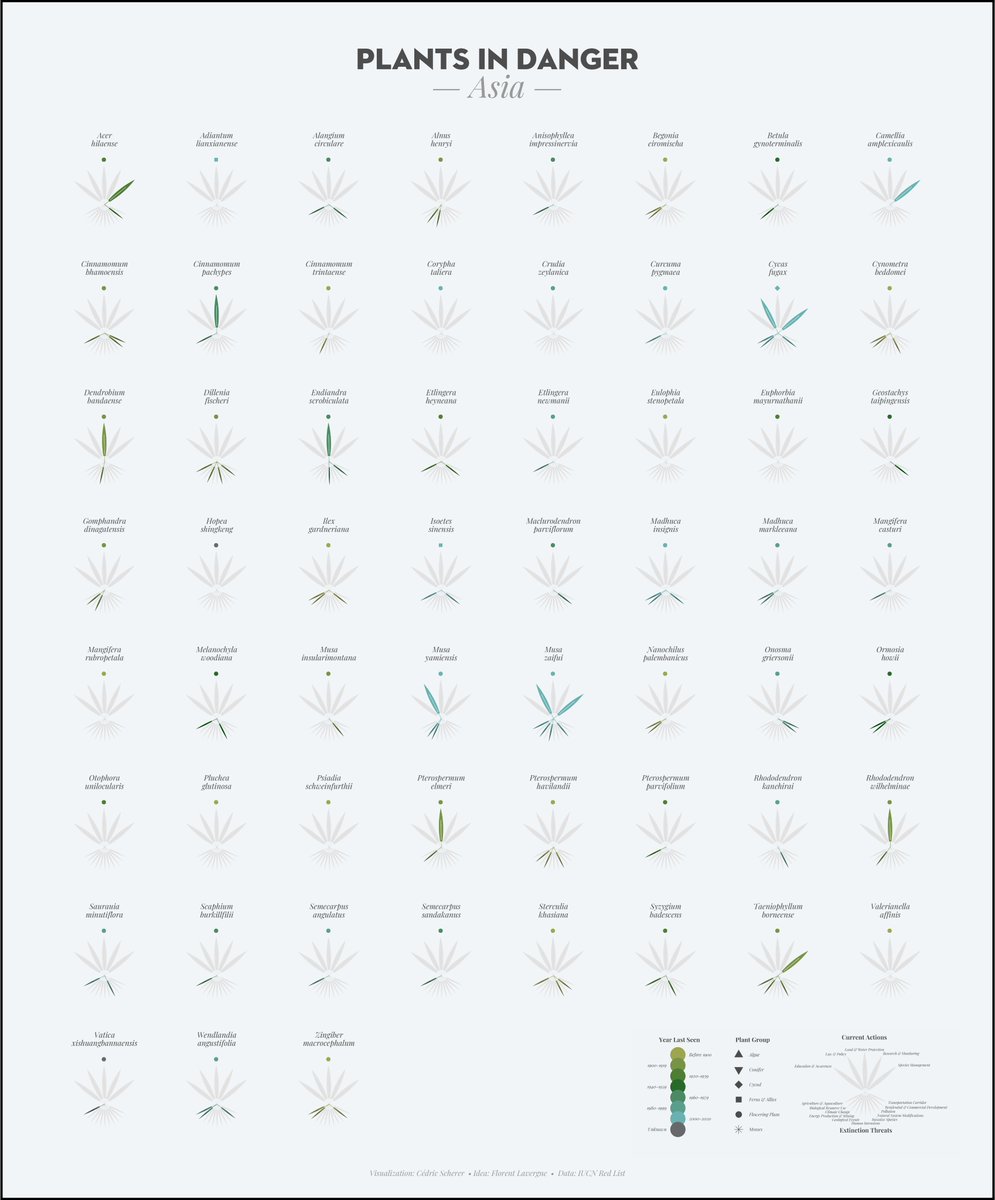 PLANTS IN DANGER
— Asia —
Acer
hilaense
Adiantum
lianxianense
Alangium
circulare
Alnus
henryi
Anisophyllea
impressinervia
Begonia
eiromischa
Betula
gynoterminalis
Camellia
amplexicaulis
Cinnamomum
bhamoensis
Cinnamomum
pachypes
Cinnamomum
trintaense
Corypha
taliera
Crudia
zeylanica
Curcuma
pygmaea
Cycas
fugax
Cynometra
beddomei
Dendrobium
bandaense
Dillenia
fischeri
Endiandra
scrobiculata
Etlingera
heyneana
Etlingera
newmanii
Eulophia
stenopetala
Euphorbia
mayurnathanii
Geostachys
taipingensis
Gomphandra
dinagatensis
Hopea
shingkeng
Ilex
gardneriana
Isoetes
sinensis
Maclurodendron
parviflorum
Madhuca
insignis
Madhuca
markleeana
Mangifera
casturi
Mangifera
rubropetala
Melanochyla
woodiana
Musa
insularimontana
Musa
yamiensis
Musa
zaifui
Nanochilus
palembanicus
Onosma
griersonii
Ormosia
howii
Otophora
unilocularis
Pluchea
glutinosa
Psiadia
schweinfurthii
Pterospermum
elmeri
Pterospermum
havilandii
Pterospermum
parvifolium
Rhododendron
kanehirai
Rhododendron
wilhelminae
Saurauia
minutiflora
Scaphium
burkillfilii
Semecarpus
angulatus
Semecarpus
sandakanus
Sterculia
khasiana
Syzygium
badescens
Taeniophyllum
borneense
Valerianella
affinis
Vatica
xishuangbannaensis
Wendlandia
angustifolia
Zingiber
macrocephalum
Year Last Seen
Before 1900
1900–1919
1920–1939
1940–1959
1960–1979
1980–1999
2000–2020
Unknown
Plant Group
Algae
Conifer
Cycad
Ferns & Allies
Flowering Plant
Mosses
Current Actions
Land & Water Protection
Law & Policy
Research & Monitoring
Education & Awareness
Species Management
Agriculture & Aquaculture
Transportation Corridor
Biological Resource Use
Residential & Commercial Development
Climate Change
Pollution
Energy Production & Mining
Natural System Modifications
Geological Events
Invasive Species
Human Intrusions
Extinction Threats
Visualization: Cédric Scherer • Idea: Florent Lavergne • Data: IUCN Red List